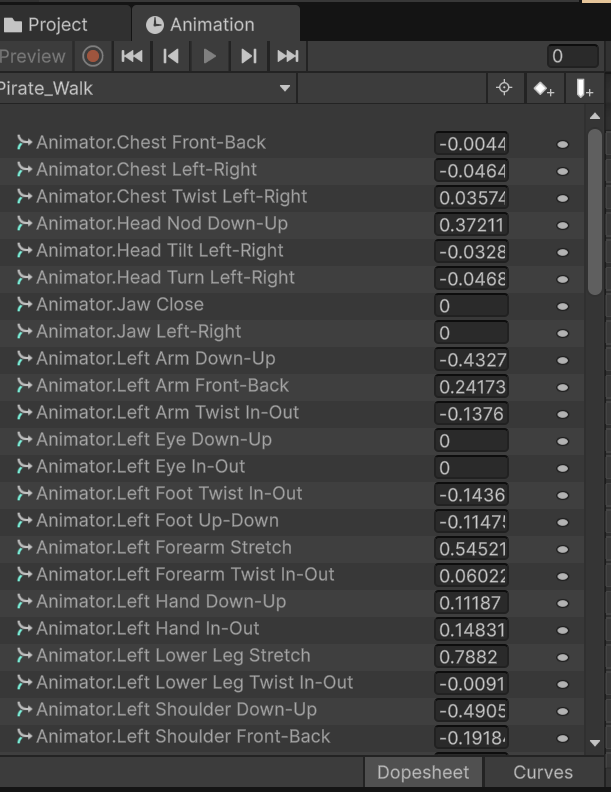 Project Animation
Preview 0
Pirate_Walk
Animator.Chest Front-Back -0.0044
Animator.Chest Left-Right -0.0464
Animator.Chest Twist Left-Right 0.03574
Animator.Head Nod Down-Up 0.37211
Animator.Head Tilt Left-Right -0.0328
Animator.Head Turn Left-Right -0.0468
Animator.Jaw Close 0
Animator.Jaw Left-Right 0
Animator.Left Arm Down-Up -0.4327
Animator.Left Arm Front-Back 0.24173
Animator.Left Arm Twist In-Out -0.1376
Animator.Left Eye Down-Up 0
Animator.Left Eye In-Out 0
Animator.Left Foot Twist In-Out -0.1436
Animator.Left Foot Up-Down -0.1147
Animator.Left Forearm Stretch 0.54521
Animator.Left Forearm Twist In-Out 0.06022
Animator.Left Hand Down-Up 0.11187
Animator.Left Hand In-Out 0.14831
Animator.Left Lower Leg Stretch 0.7882
Animator.Left Lower Leg Twist In-Out -0.0091
Animator.Left Shoulder Down-Up -0.4905
Animator.Left Shoulder Front-Back -0.1918
Dopesheet Curves